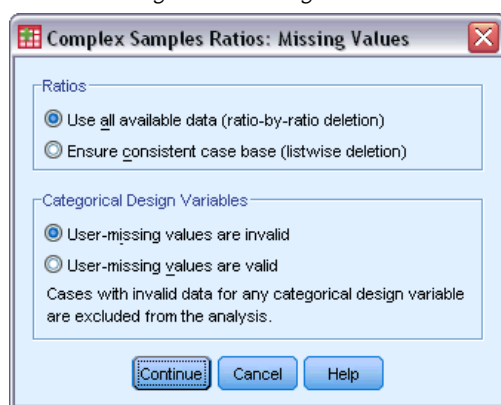 Complex Samples Ratios: Missing Values
Ratios
Use all available data (ratio-by-ratio deletion)
Ensure consistent case base (listwise deletion)
Categorical Design Variables
User-missing values are invalid
User-missing values are valid
Cases with invalid data for any categorical design variable
are excluded from the analysis.
Continue Cancel Help